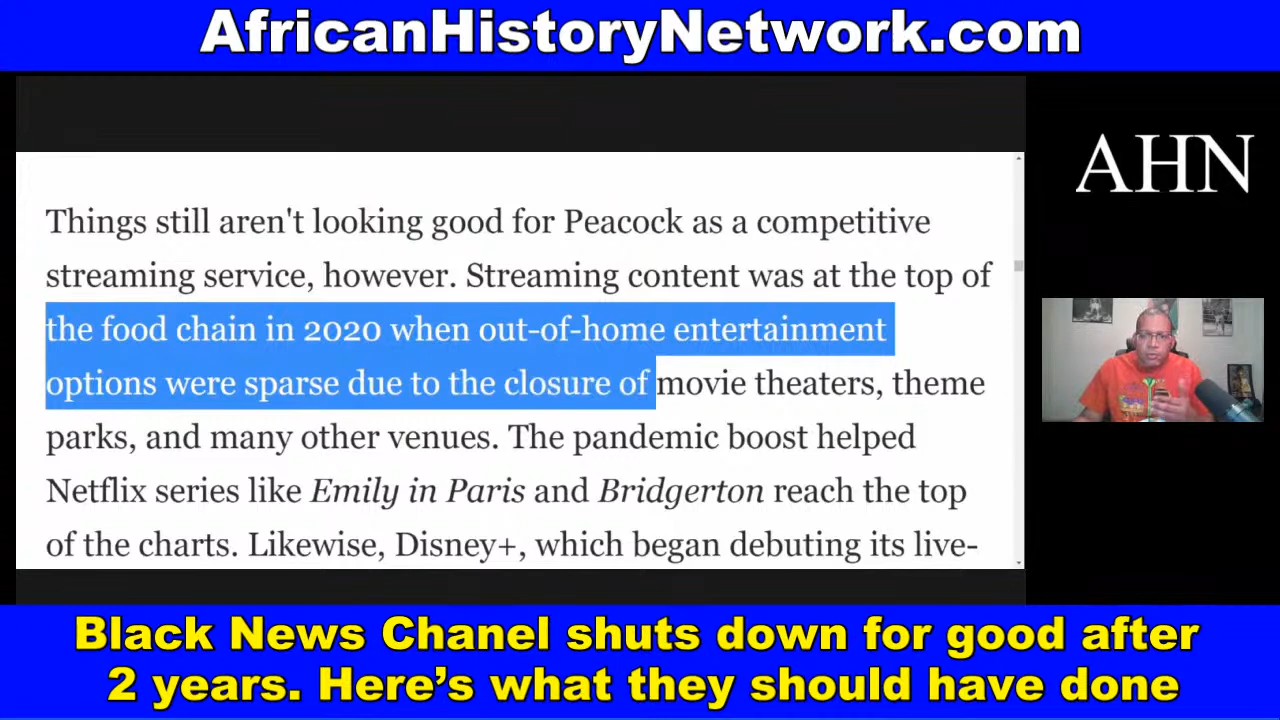 AfricanHistoryNetwork.com
AHN
Things still aren't looking good for Peacock as a competitive
streaming service, however. Streaming content was at the top of
the food chain in 2020 when out-of-home entertainment
options were sparse due to the closure of movie theaters, theme
parks, and many other venues. The pandemic boost helped
Netflix series like Emily in Paris and Bridgerton reach the top
of the charts. Likewise, Disney+, which began debuting its live-
Black News Chanel shuts down for good after
2 years. Here’s what they should have done